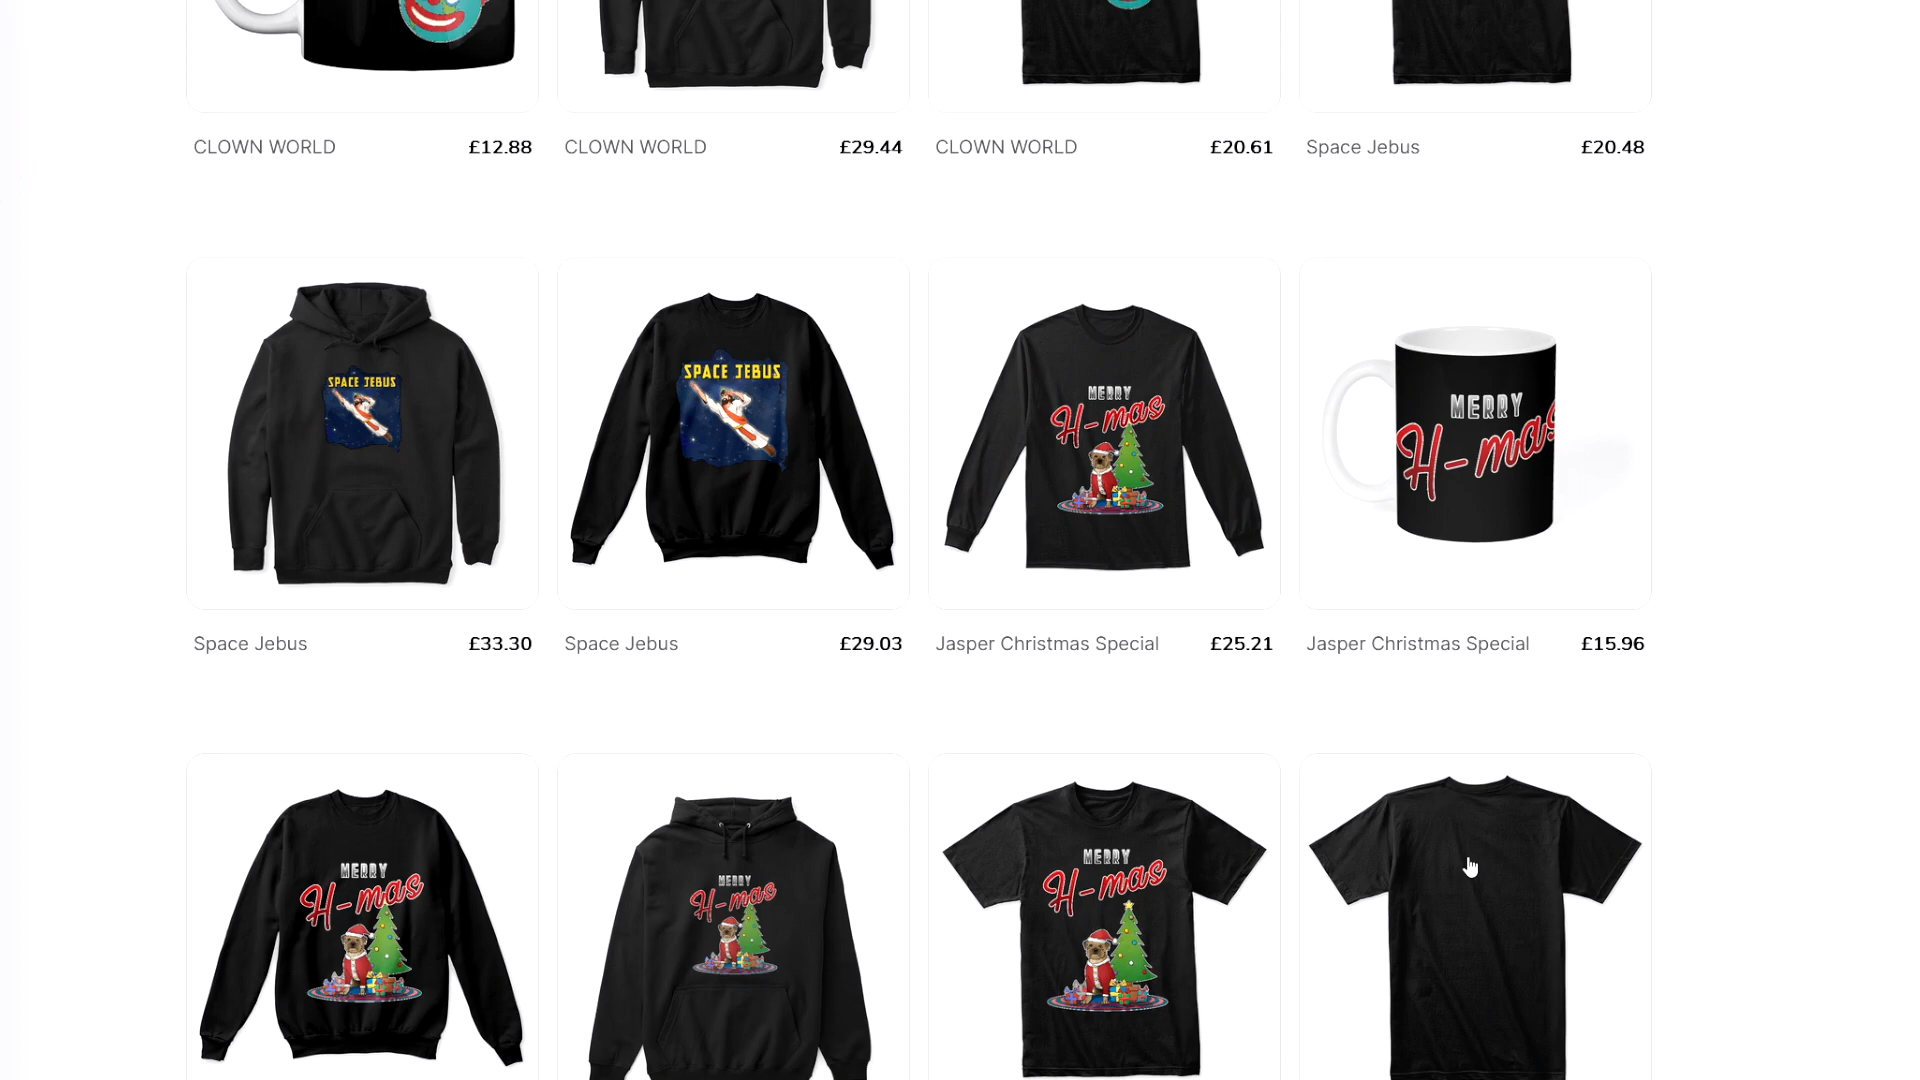 CLOWN WORLD £12.88
CLOWN WORLD £29.44
CLOWN WORLD £20.61
Space Jebus £20.48
SPACE JEBUS
SPACE JEBUS
MERRY
H-mas
MERRY
H-mas
Space Jebus £33.30
Space Jebus £29.03
Jasper Christmas Special £25.21
Jasper Christmas Special £15.96
MERRY
H-mas
MERRY
H-mas
MERRY
H-mas